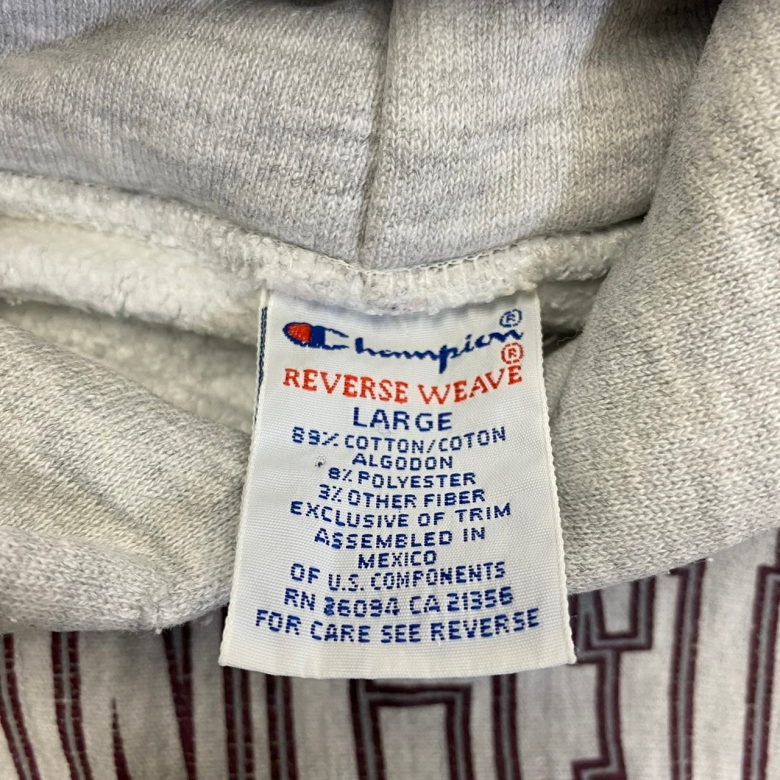 Champion®
REVERSE WEAVE®
LARGE
89% COTTON/COTON
ALGODON
8% POLYESTER
3% OTHER FIBER
EXCLUSIVE OF TRIM
ASSEMBLED IN
MEXICO
OF U.S. COMPONENTS
RN 26094 CA 21356
FOR CARE SEE REVERSE